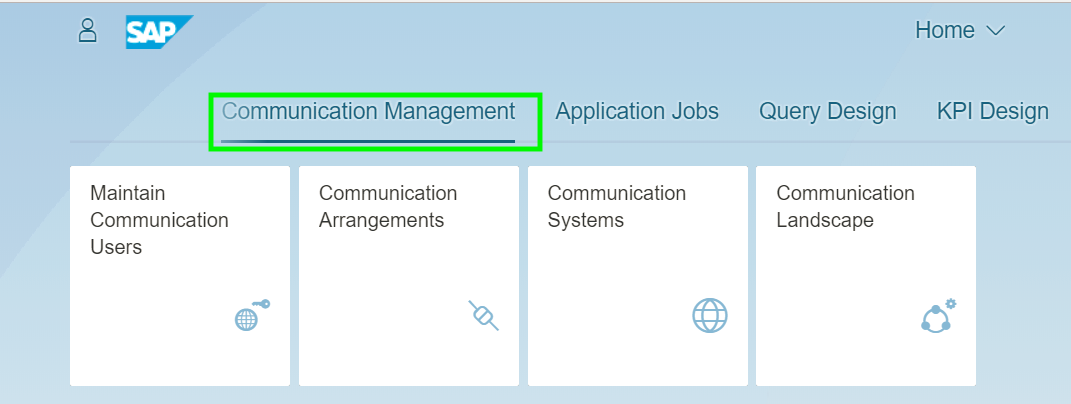 SAP
Home
Communication Management
Application Jobs
Query Design
KPI Design
Maintain
Communication
Users
Communication
Arrangements
Communication
Systems
Communication
Landscape